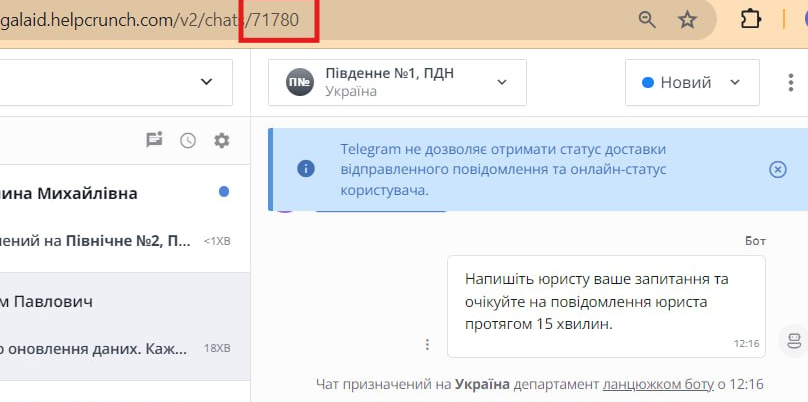 galaid.helpcrunch.com/v2/chats/71780
Південне №1, ПДН
П№
Україна
Новий
Telegram не дозволяє отримати статус доставки
відправленого повідомлення та онлайн-статус
користувача.
ина Михайлівна
ений на Північне №2, П... <1ХВ
м Павлович
о оновлення даних. Каж... 18ХВ
Бот
Напишіть юристу ваше запитання та
очікуйте на повідомлення юриста
протягом 15 хвилин.
12:16
Чат призначений на Україна департамент ланцюжком боту о 12:16